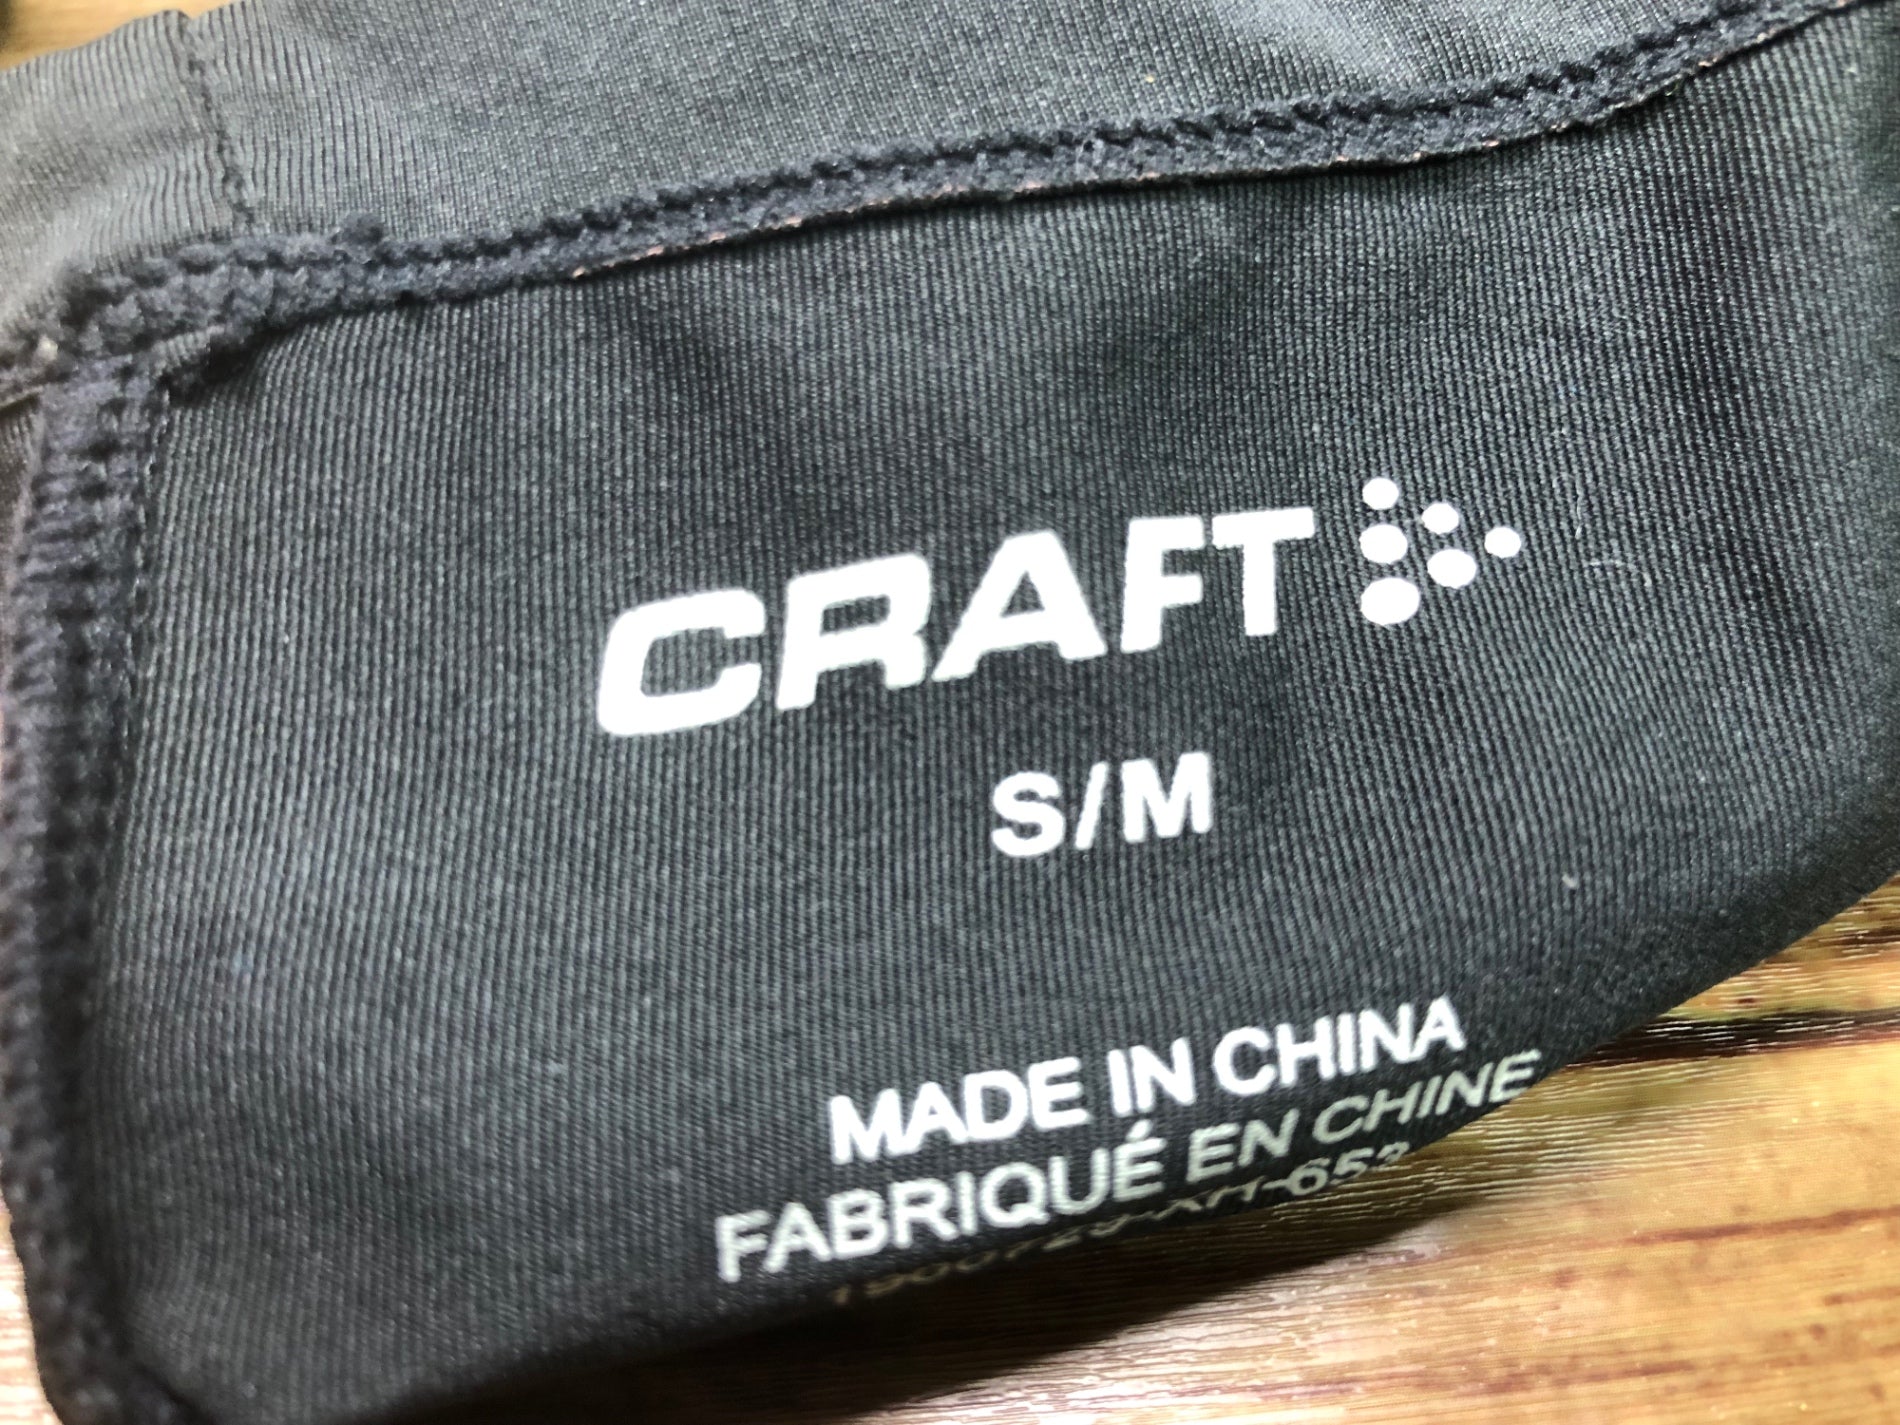 CRAFT
S/M
MADE IN CHINA
FABRIQUÉ EN CHINE